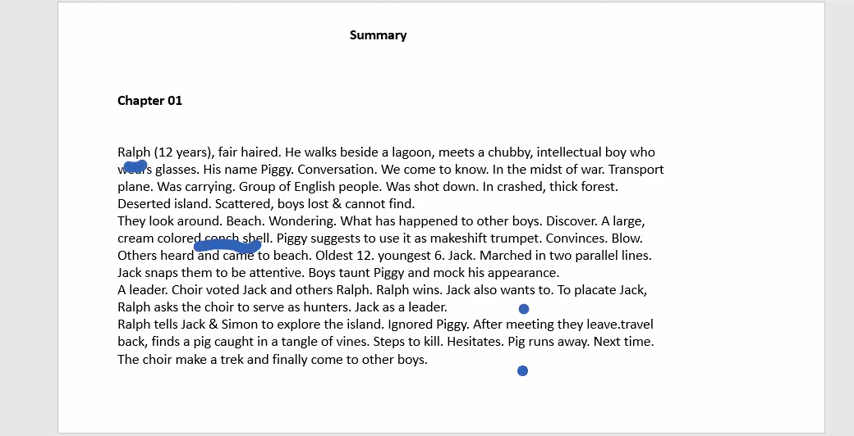 Summary
Chapter 01
Ralph (12 years), fair haired. He walks beside a lagoon, meets a chubby, intellectual boy who
wears glasses. His name Piggy. Conversation. We come to know. In the midst of war. Transport
plane. Was carrying. Group of English people. Was shot down. In crashed, thick forest.
Deserted island. Scattered, boys lost & cannot find.
They look around. Beach. Wondering. What has happened to other boys. Discover. A large,
cream colored conch shell. Piggy suggests to use it as makeshift trumpet. Convinces. Blow.
Others heard and came to beach. Oldest 12. youngest 6. Jack. Marched in two parallel lines.
Jack snaps them to be attentive. Boys taunt Piggy and mock his appearance.
A leader. Choir voted Jack and others Ralph. Ralph wins. Jack also wants to. To placate Jack,
Ralph asks the choir to serve as hunters. Jack as a leader.
Ralph tells Jack & Simon to explore the island. Ignored Piggy. After meeting they leave.travel
back, finds a pig caught in a tangle of vines. Steps to kill. Hesitates. Pig runs away. Next time.
The choir make a trek and finally come to other boys.